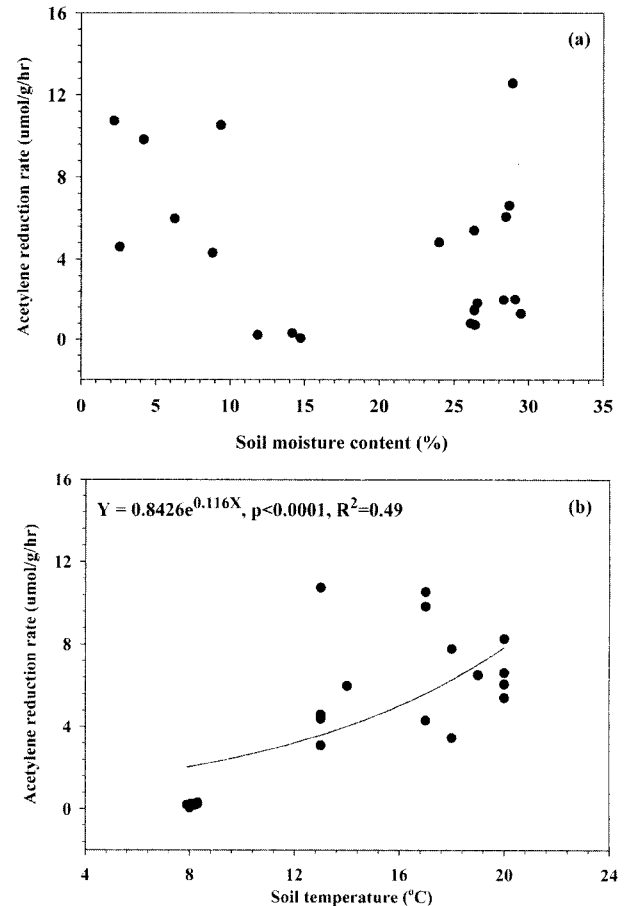 (a)
Acetylene reduction rate (umol/g/hr)
16
12
8
4
0
0 5 10 15 20 25 30 35
Soil moisture content (%)
(b)
Y = 0.8426e^0.116X, p<0.0001, R²=0.49
Acetylene reduction rate (umol/g/hr)
16
12
8
4
0
4 8 12 16 20 24
Soil temperature (°C)